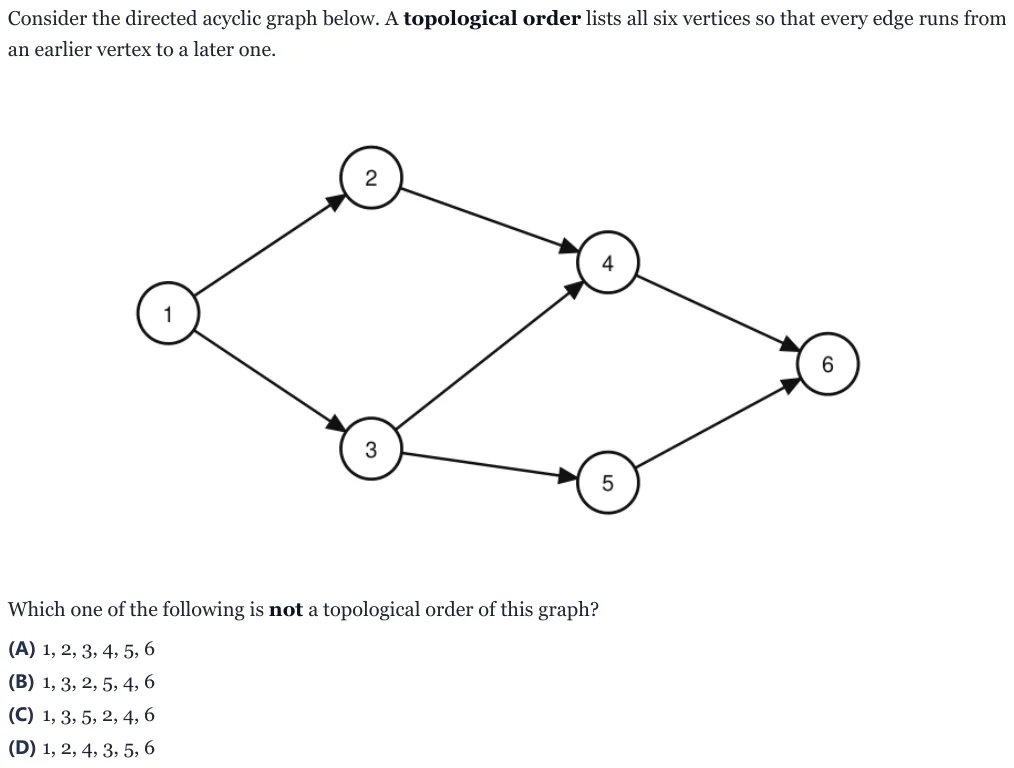 Consider the directed acyclic graph below. A topological order lists all six vertices so that every edge runs from
an earlier vertex to a later one.
2
4
1
6
3
5
Which one of the following is not a topological order of this graph?
(A) 1, 2, 3, 4, 5, 6
(B) 1, 3, 2, 5, 4, 6
(C) 1, 3, 5, 2, 4, 6
(D) 1, 2, 4, 3, 5, 6